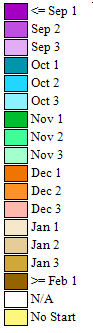 <= Sep 1
Sep 2
Sep 3
Oct 1
Oct 2
Oct 3
Nov 1
Nov 2
Nov 3
Dec 1
Dec 2
Dec 3
Jan 1
Jan 2
Jan 3
>= Feb 1
N/A
No Start